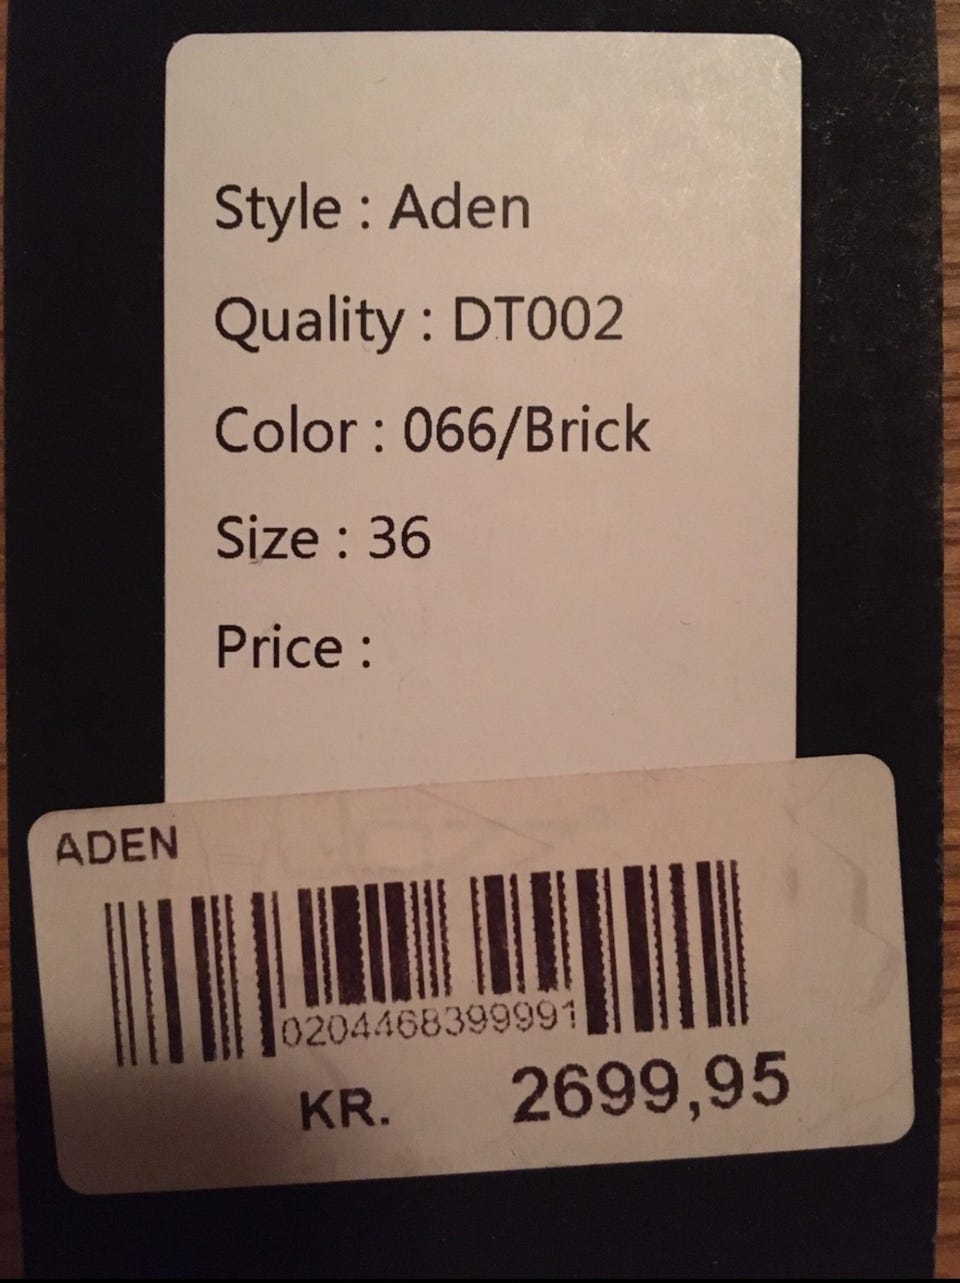 Style : Aden
Quality : DT002
Color : 066/Brick
Size : 36
Price :
ADEN
0204468399991
KR. 2699,95